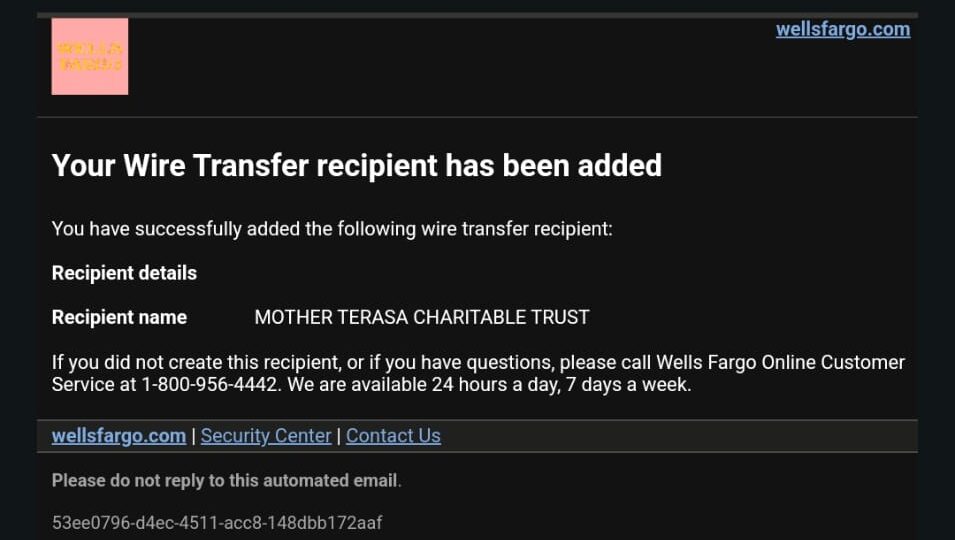 WELLS
FARGO
wellsfargo.com
Your Wire Transfer recipient has been added
You have successfully added the following wire transfer recipient:
Recipient details
Recipient name MOTHER TERASA CHARITABLE TRUST
If you did not create this recipient, or if you have questions, please call Wells Fargo Online Customer
Service at 1-800-956-4442. We are available 24 hours a day, 7 days a week.
wellsfargo.com | Security Center | Contact Us
Please do not reply to this automated email.
53ee0796-d4ec-4511-acc8-148dbb172aaf